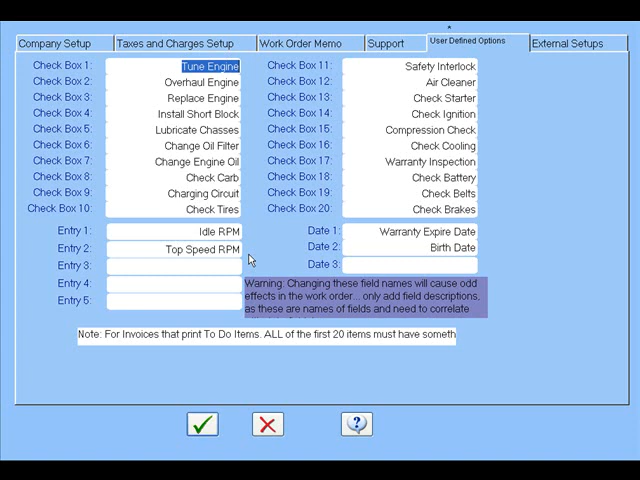 Company Setup
Taxes and Charges Setup
Work Order Memo
Support
User Defined Options
External Setups
Check Box 1: Tune Engine
Check Box 2: Overhaul Engine
Check Box 3: Replace Engine
Check Box 4: Install Short Block
Check Box 5: Lubricate Chasses
Check Box 6: Change Oil Filter
Check Box 7: Change Engine Oil
Check Box 8: Check Carb
Check Box 9: Charging Circuit
Check Box 10: Check Tires
Check Box 11: Safety Interlock
Check Box 12: Air Cleaner
Check Box 13: Check Starter
Check Box 14: Check Ignition
Check Box 15: Compression Check
Check Box 16: Check Cooling
Check Box 17: Warranty Inspection
Check Box 18: Check Battery
Check Box 19: Check Belts
Check Box 20: Check Brakes
Entry 1: Idle RPM
Entry 2: Top Speed RPM
Entry 3:
Entry 4:
Entry 5:
Date 1: Warranty Expire Date
Date 2: Birth Date
Date 3:
Warning: Changing these field names will cause odd
effects in the work order... only add field descriptions,
as these are names of fields and need to correlate
Note: For Invoices that print To Do Items. ALL of the first 20 items must have someth